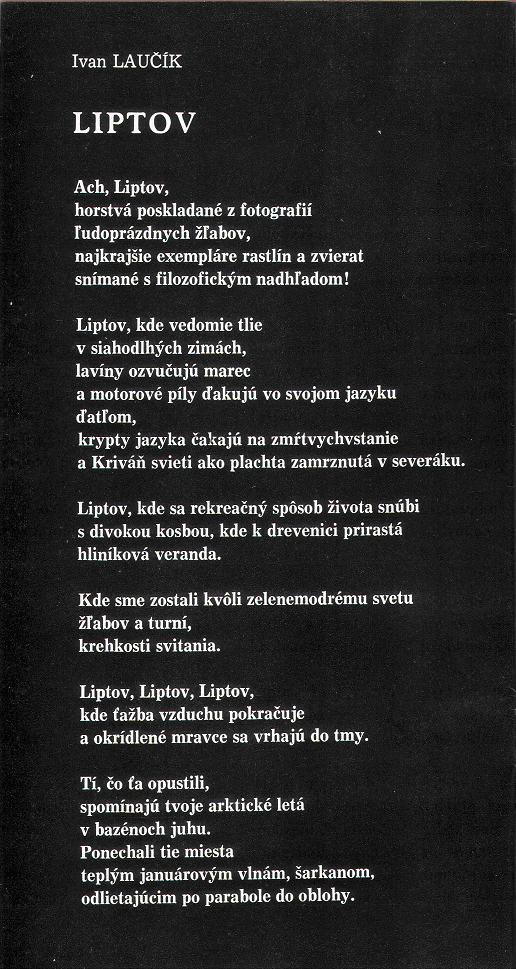 Ivan LAUČÍK
LIPTOV
Ach, Liptov,
horstvá poskladané z fotografií
ľudoprázdnych žľabov,
najkrajšie exempláre rastlín a zvierat
snímané s filozofickým nadhľadom!
Liptov, kde vedomie tlie
v siahodlhých zimách,
lavíny ozvučujú marec
a motorové píly ďakujú vo svojom jazyku
ďatľom,
krypty jazyka čakajú na zmŕtvychvstanie
a Kriváň svieti ako plachta zamrznutá v severáku.
Liptov, kde sa rekreačný spôsob života snúbi
s divokou kosbou, kde k drevenici prirastá
hliníková veranda.
Kde sme zostali kvôli zelenemodrému svetu
žľabov a turní,
krehkosti svitania.
Liptov, Liptov, Liptov,
kde ťažba vzduchu pokračuje
a okrídlené mravce sa vrhajú do tmy.
Tí, čo ťa opustili,
spomínajú tvoje arktické letá
v bazénoch juhu.
Ponechali tie miesta
teplým januárovým vlnám, šarkanom,
odlietajúcim po parabole do oblohy.